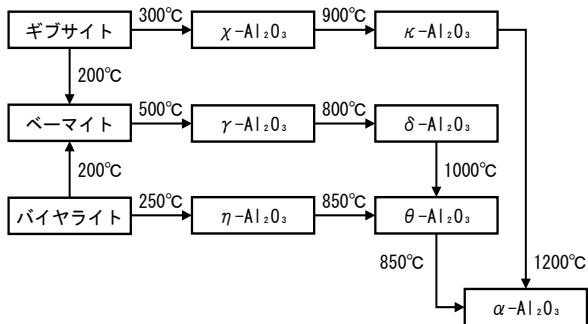 ギブサイト
300℃
χ-Al₂O₃
900℃
κ-Al₂O₃
200℃
ベーマイト
500℃
γ-Al₂O₃
800℃
δ-Al₂O₃
200℃
1000℃
バイヤライト
250℃
η-Al₂O₃
850℃
θ-Al₂O₃
850℃
1200℃
α-Al₂O₃